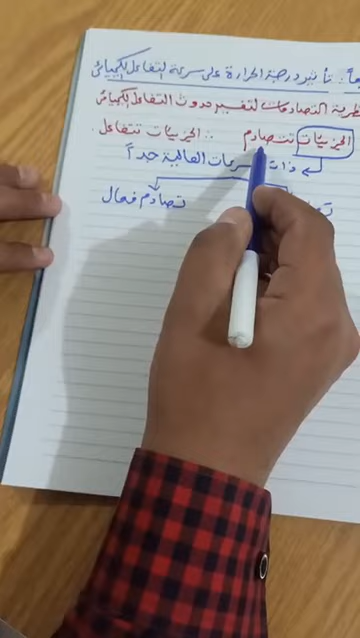 : تأثير درجة الحرارة على سرعة التفاعل الكيميائي
نظرية التصادمات لتفسير حدوث التفاعل الكيميائي
الجزيئات تتصادم ∴ الجزيئات تتفاعل .
ذات السرعات العالية جداً
تصادم فعال